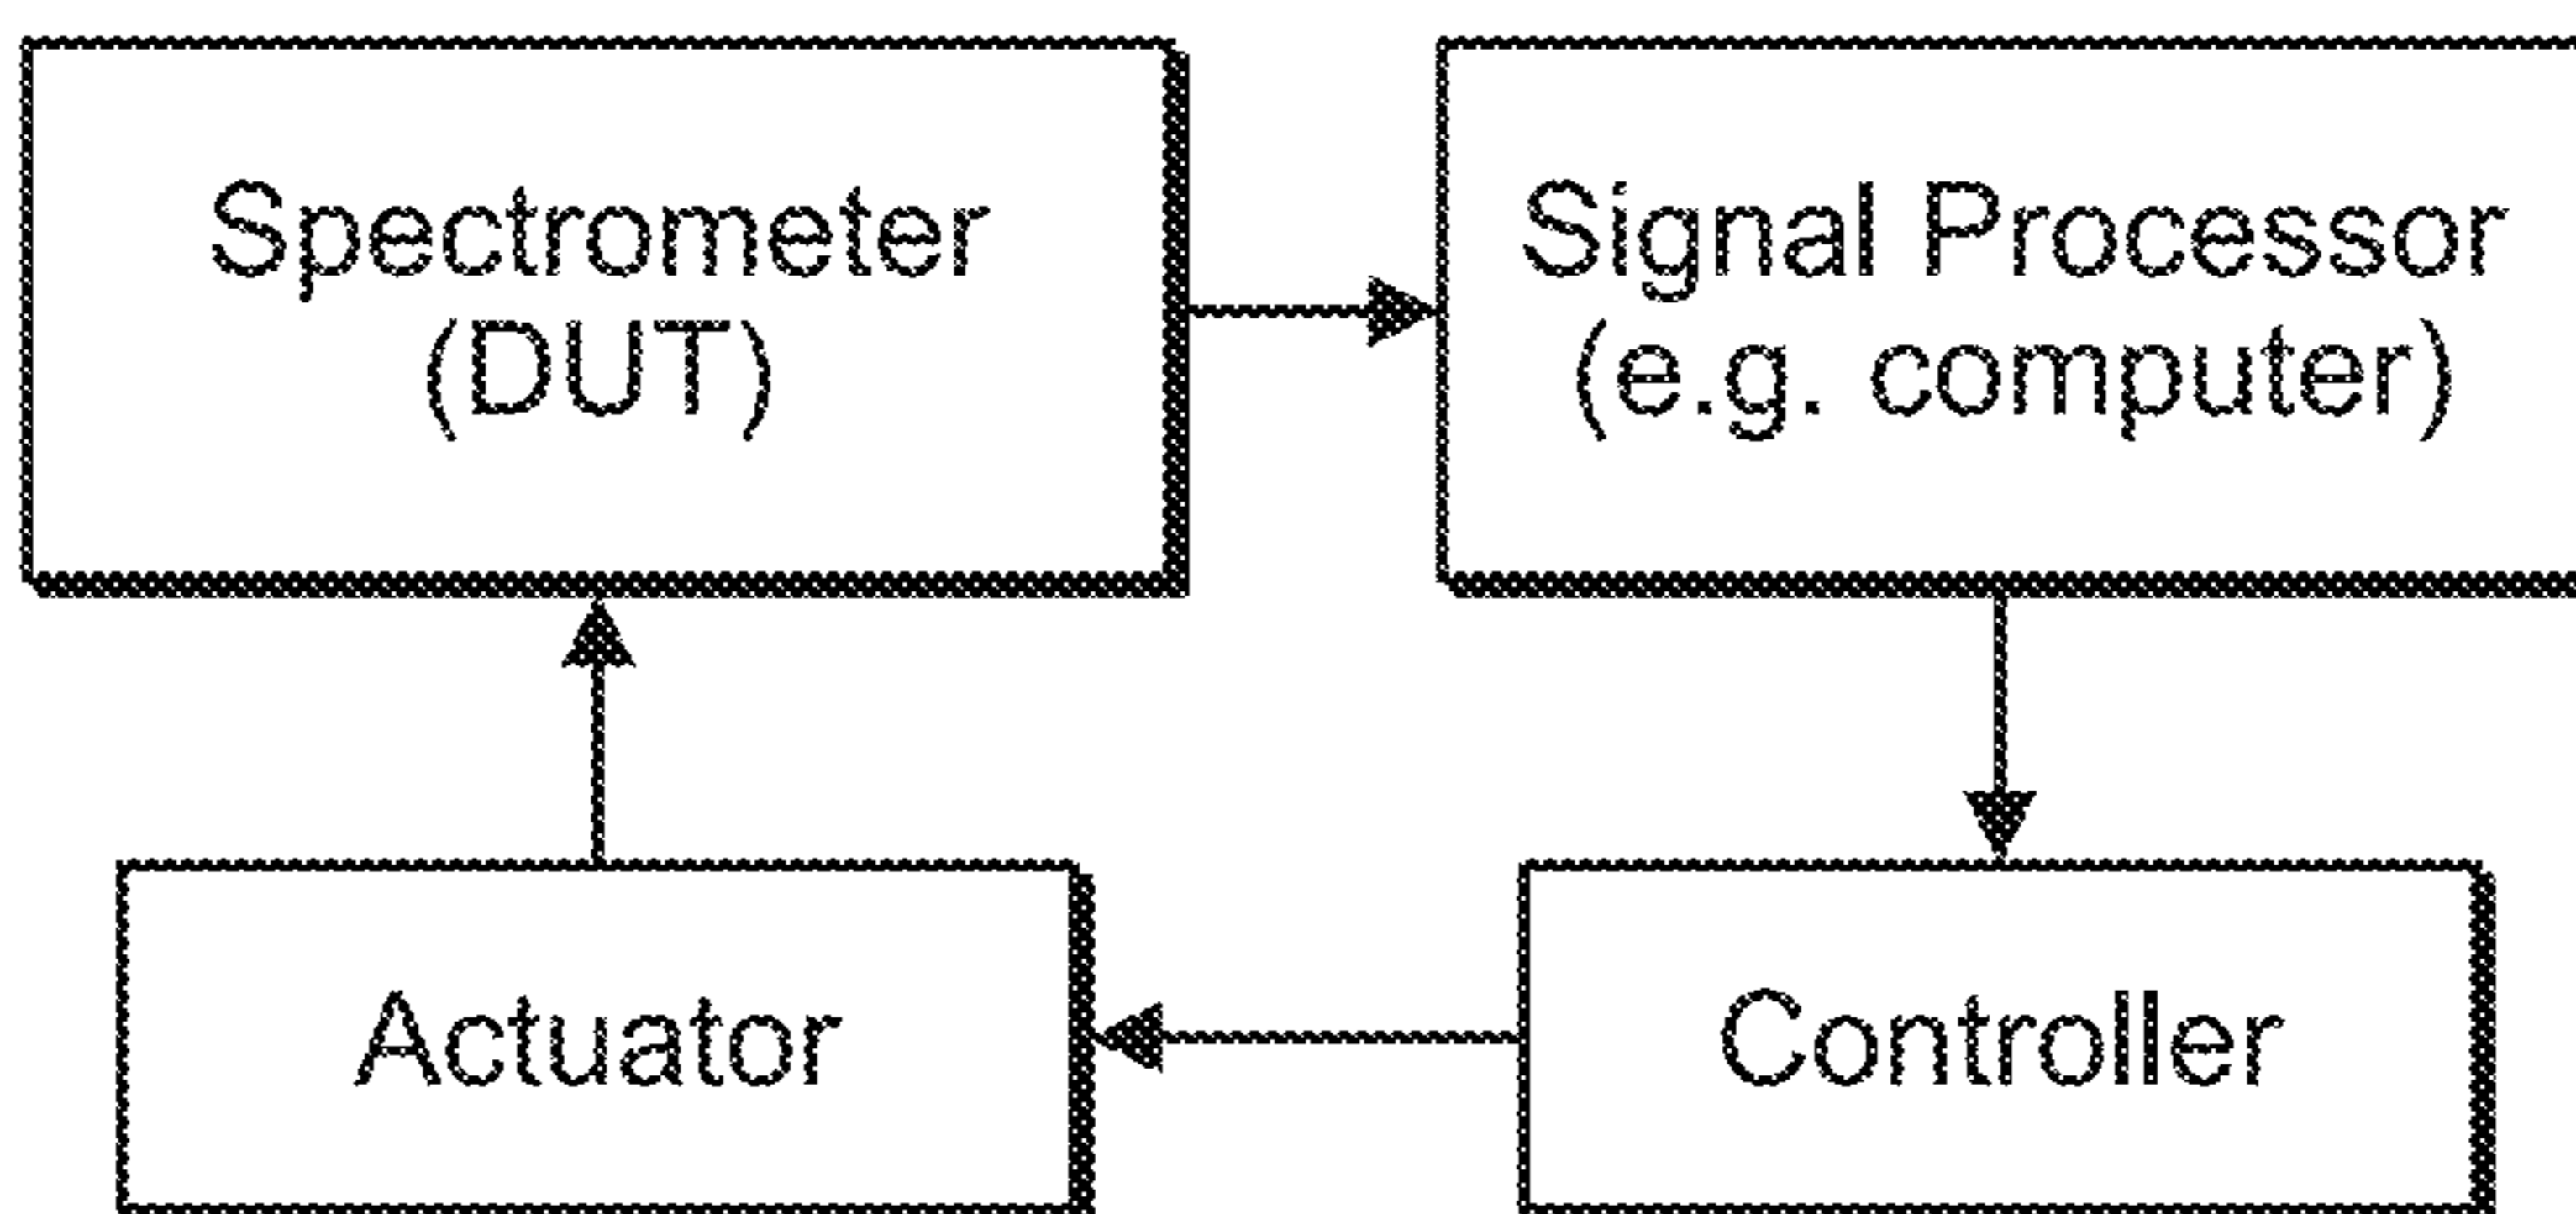 Spectrometer
(DUT)
Signal Processor
(e.g. computer)
Actuator
Controller